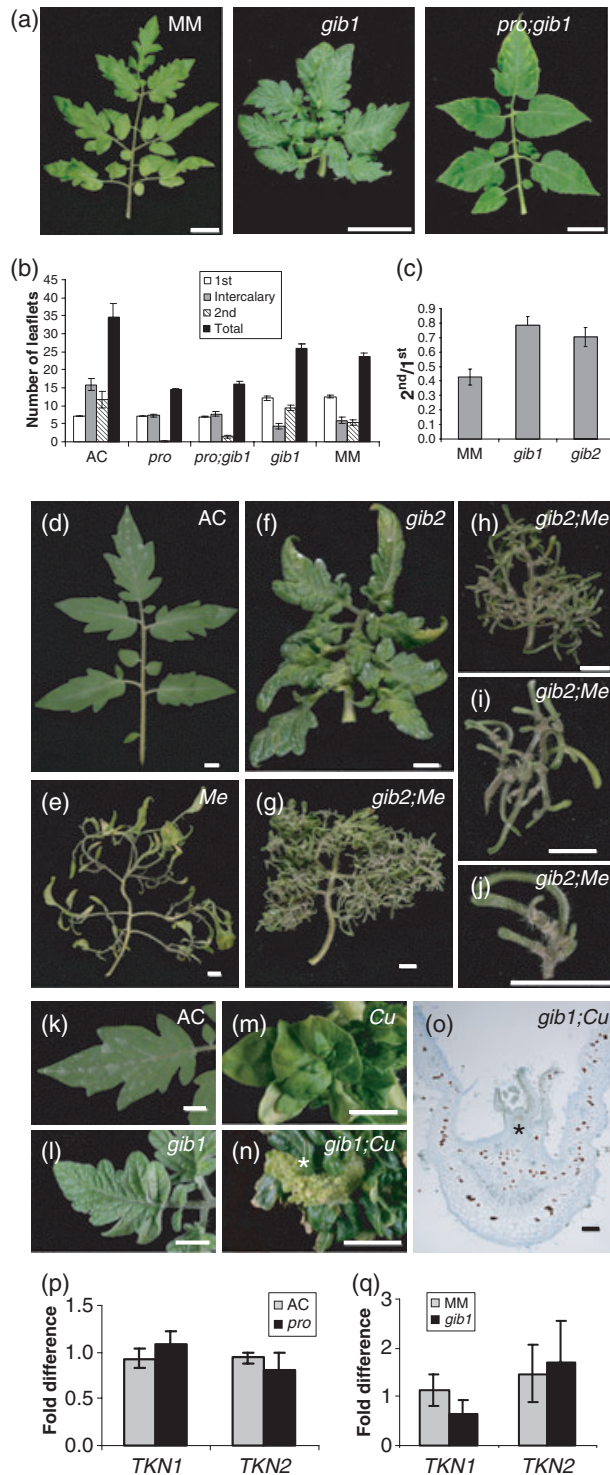 (a)
MM
gib1
pro;gib1
(b)
Number of leaflets
45
40
35
30
25
20
15
10
5
0
1st
Intercalary
2nd
Total
AC
pro
pro;gib1
gib1
MM
(c)
2nd/1st
0.9
0.8
0.7
0.6
0.5
0.4
0.3
0.2
0.1
0.0
MM
gib1
gib2
(d)
AC
(f)
gib2
(h)
gib2;Me
(i)
gib2;Me
(e)
Me
(g)
gib2;Me
(j)
gib2;Me
(k)
AC
(m)
Cu
(o)
gib1;Cu
*
(l)
gib1
(n)
gib1;Cu
*
(p)
Fold difference
1.5
1.0
0.5
0.0
AC
pro
TKN1
TKN2
(q)
Fold difference
3
2
1
0
MM
gib1
TKN1
TKN2